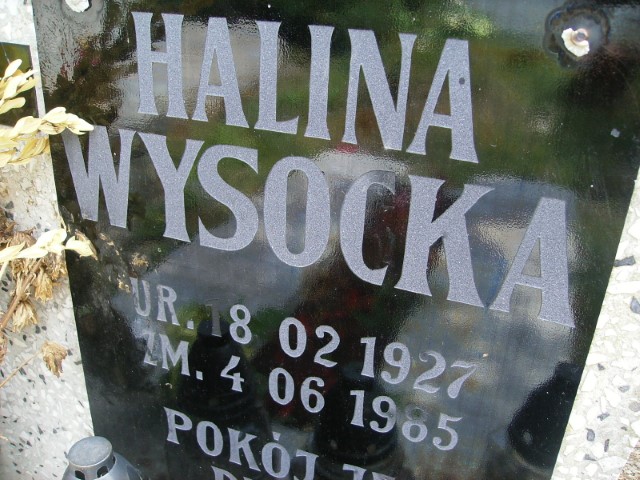 HALINA
WYSOCKA
UR. 18 02 1927
ZM. 4 06 1985
POKÓJ